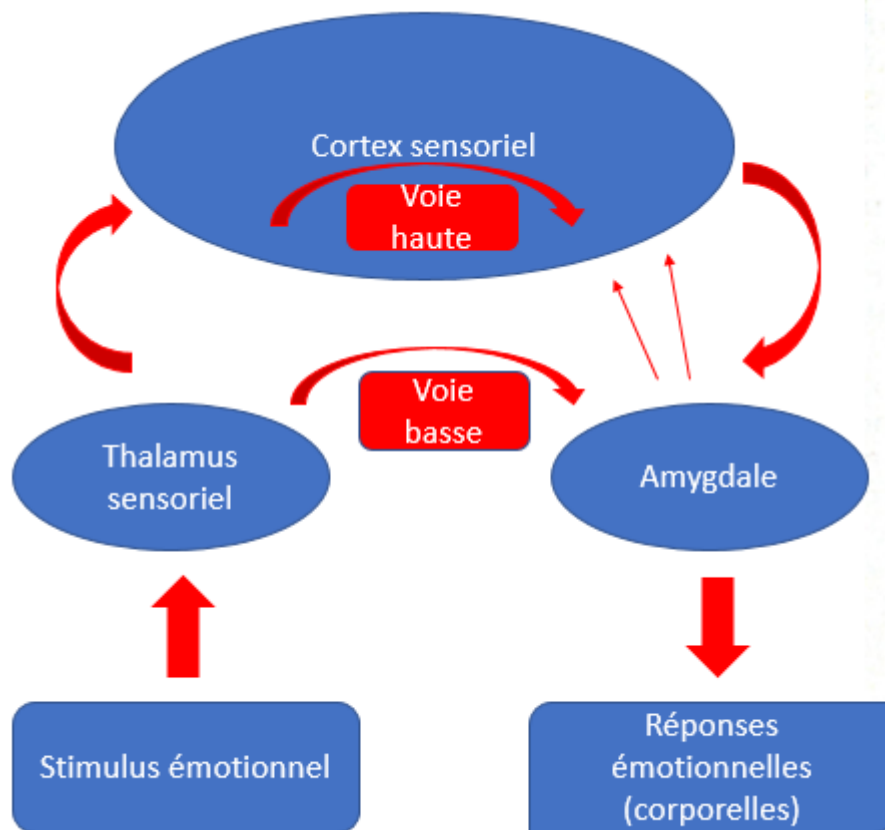 Cortex sensoriel
Voie
haute
Voie
basse
Thalamus
sensoriel
Amygdale
Stimulus émotionnel
Réponses
émotionnelles
(corporelles)